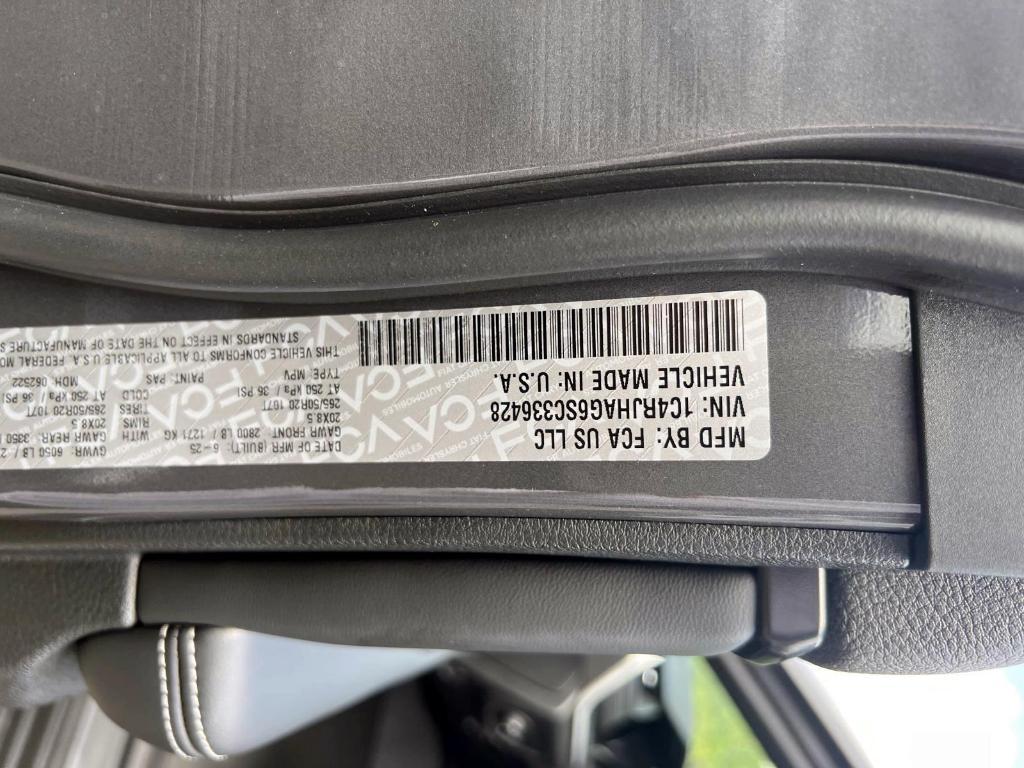 MFD BY: FCA US LLC
VIN: 1C4RJHAG6SC336428
VEHICLE MADE IN: U.S.A.
DATE OF MFR (BUILT): 6-25
GVWR: 6050 LB /
GAWR FRONT
2800 LB / 1271 KG
WITH
GAWR REAR: 3350
20X8.5
RIMS
20X8.5
265/50R20 107T
TIRES
265/50R20 107T
AT 250 kPa / 36 PSI
COLD
AT 250 kPa / 36 PSI
TYPE: MPV
PAINT: PAS
MDH: 062522
THIS VEHICLE CONFORMS TO ALL APPLICABLE U.S.A. FEDERAL MO
STANDARDS IN EFFECT ON THE DATE OF MANUFACTURE S